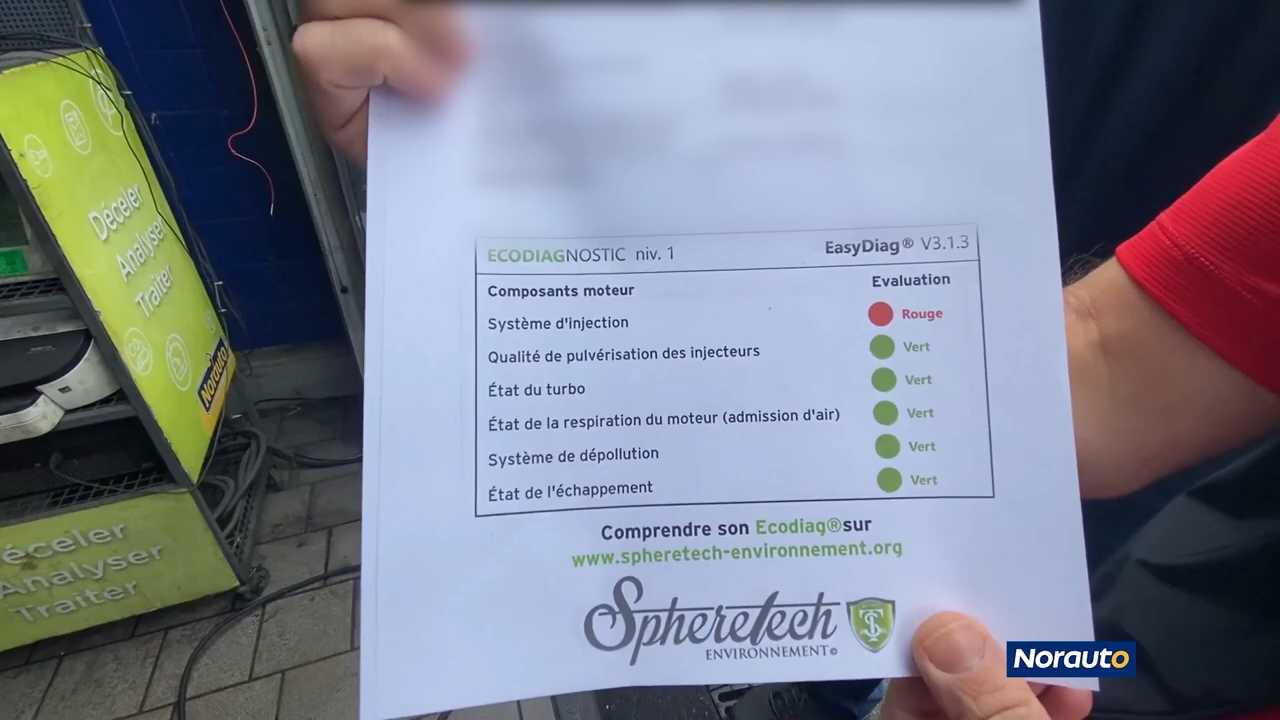 Déceler
Analyser
Traiter
Norauto
Déceler
Analyser
Traiter
ECODIAGNOSTIC niv. 1
EasyDiag® V3.1.3
Composants moteur
Evaluation
Système d'injection
Rouge
Qualité de pulvérisation des injecteurs
Vert
État du turbo
Vert
État de la respiration du moteur (admission d'air)
Vert
Système de dépollution
Vert
État de l'échappement
Vert
Comprendre son Ecodiag®sur
www.spheretech-environnement.org
Spheretech
ENVIRONNEMENT©
Norauto